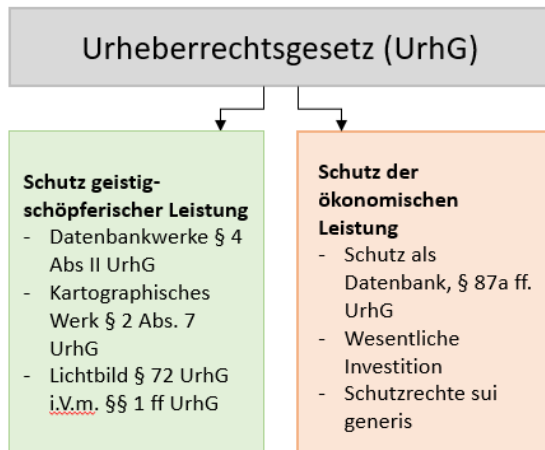 Urheberrechtsgesetz (UrhG)
Schutz geistig-
schöpferischer Leistung
- Datenbankwerke § 4
Abs II UrhG
- Kartographisches
Werk § 2 Abs. 7
UrhG
- Lichtbild § 72 UrhG
i.V.m. §§ 1 ff UrhG
Schutz der
ökonomischen
Leistung
- Schutz als
Datenbank, § 87a ff.
UrhG
- Wesentliche
Investition
- Schutzrechte sui
generis